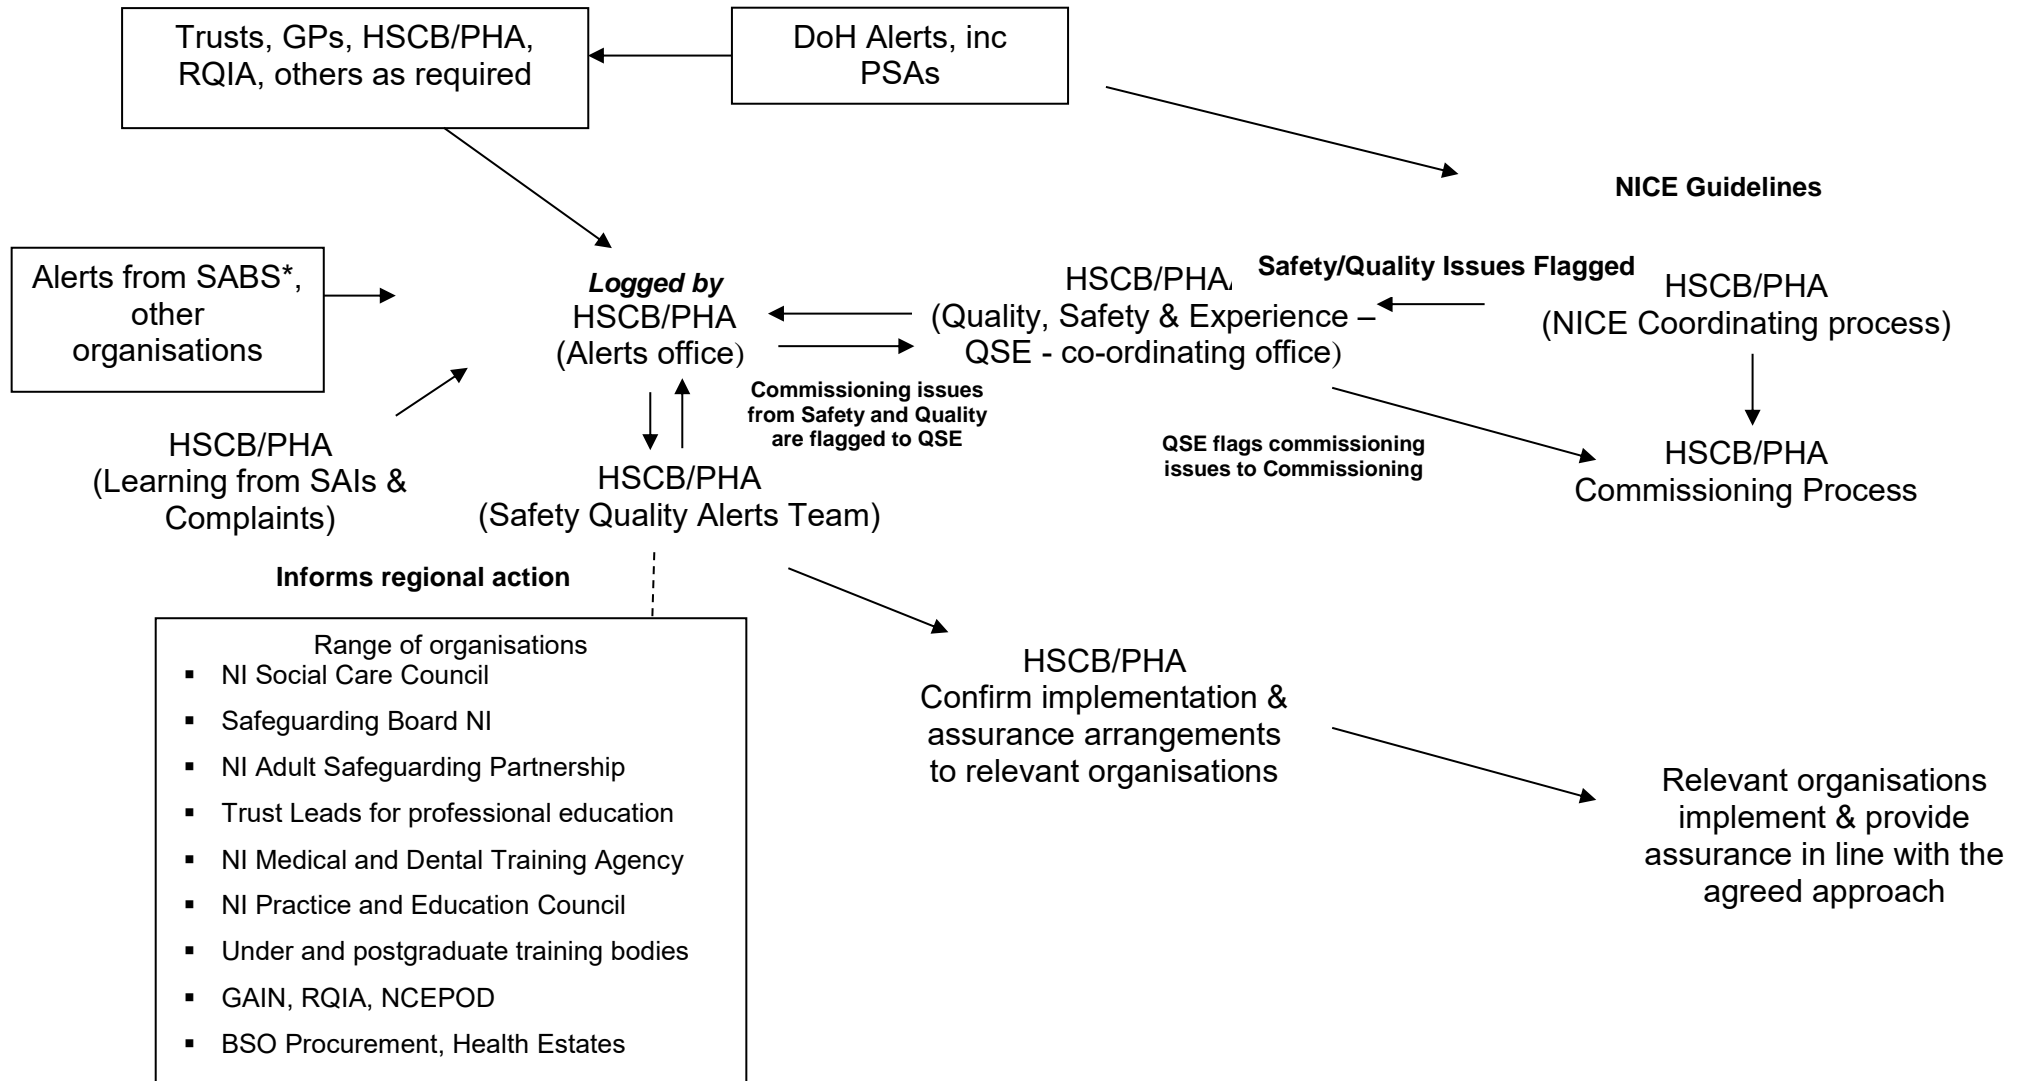 Trusts, GPs, HSCB/PHA,
RQIA, others as required
DoH Alerts, inc
PSAs
NICE Guidelines
Alerts from SABS*,
other
organisations
Logged by
HSCB/PHA
(Alerts office)
HSCB/PHA
(Quality, Safety & Experience –
QSE - co-ordinating office)
Safety/Quality Issues Flagged
HSCB/PHA
(NICE Coordinating process)
Commissioning issues
from Safety and Quality
are flagged to QSE
QSE flags commissioning
issues to Commissioning
HSCB/PHA
Commissioning Process
HSCB/PHA
(Learning from SAIs &
Complaints)
HSCB/PHA
(Safety Quality Alerts Team)
Informs regional action
Range of organisations
▪ NI Social Care Council
▪ Safeguarding Board NI
▪ NI Adult Safeguarding Partnership
▪ Trust Leads for professional education
▪ NI Medical and Dental Training Agency
▪ NI Practice and Education Council
▪ Under and postgraduate training bodies
▪ GAIN, RQIA, NCEPOD
▪ BSO Procurement, Health Estates
HSCB/PHA
Confirm implementation &
assurance arrangements
to relevant organisations
Relevant organisations
implement & provide
assurance in line with the
agreed approach